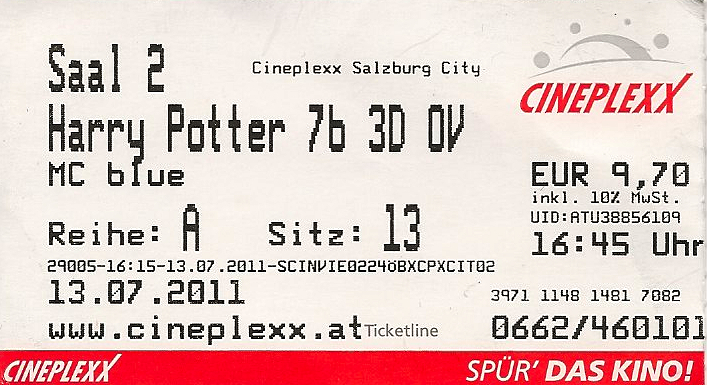 Saal 2
Cineplexx Salzburg City
CINEPLEXX
Harry Potter 7b 3D OV
MC blue
EUR 9,70
inkl. 10% MwSt.
UID:ATU38856109
Reihe: A Sitz: 13
16:45 Uhr
29005-16:15-13.07.2011-SCINVIE02248BXCPXCIT02
13.07.2011
3971 1148 1481 7082
www.cineplexx.at Ticketline
0662/460101
CINEPLEXX
SPÜR' DAS KINO!